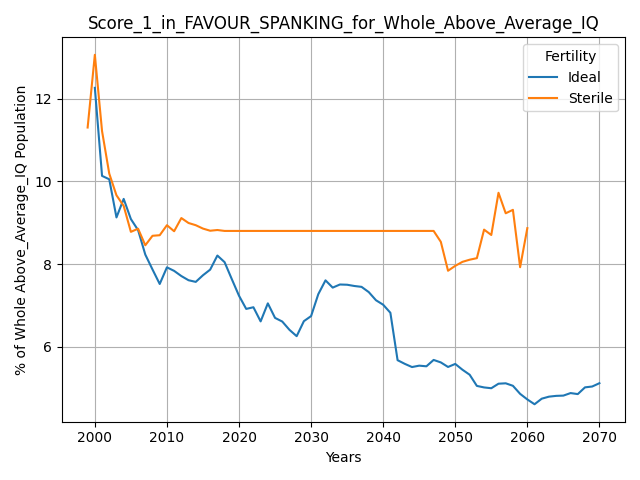 Score_1_in_FAVOUR_SPANKING_for_Whole_Above_Average_IQ
Fertility
Ideal
Sterile
% of Whole Above_Average_IQ Population
12
10
8
6
2000 2010 2020 2030 2040 2050 2060 2070
Years